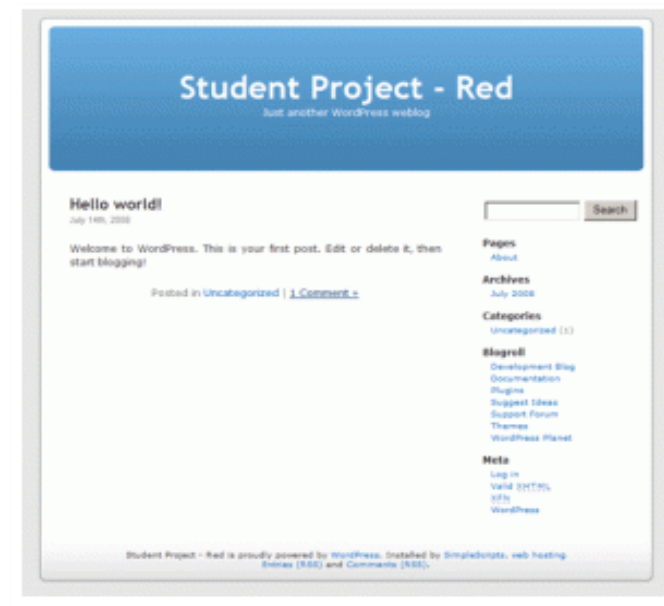 Student Project - Red
Just another WordPress weblog
Hello world!
July 14th, 2008
Welcome to WordPress. This is your first post. Edit or delete it, then
start blogging!
Posted in Uncategorized | 1 Comment »
Search
Pages
About
Archives
July 2008
Categories
Uncategorized (1)
Blogroll
Development Blog
Documentation
Plugins
Suggest Ideas
Support Forum
Themes
WordPress Planet
Meta
Log in
Valid XHTML
XFN
WordPress
Student Project - Red is proudly powered by WordPress. Installed by SimpleScripts. web hosting
Entries (RSS) and Comments (RSS).